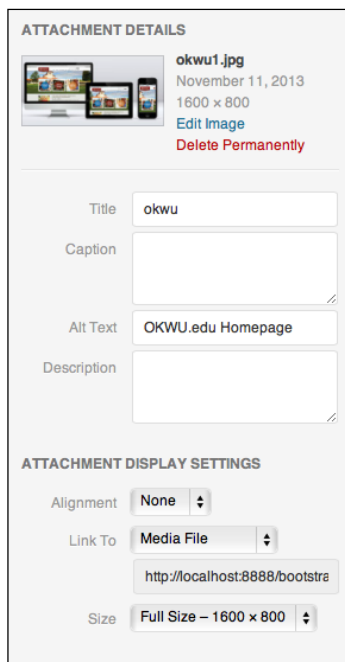 ATTACHMENT DETAILS
okwu1.jpg
November 11, 2013
1600 × 800
Edit Image
Delete Permanently
Title okwu
Caption
Alt Text OKWU.edu Homepage
Description
ATTACHMENT DISPLAY SETTINGS
Alignment None
Link To Media File
http://localhost:8888/bootstra
Size Full Size – 1600 × 800